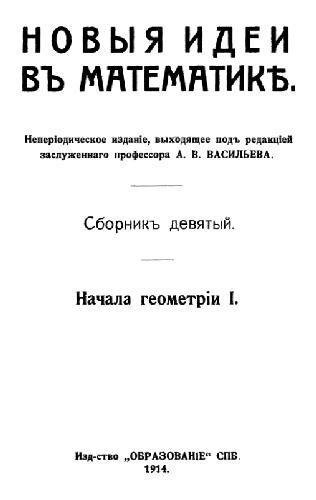 НОВЫЯ ИДЕИ
ВЪ МАТЕМАТИКѢ.
Неперіодическое изданіе, выходящее подъ редакціей
заслуженнаго профессора А. В. ВАСИЛЬЕВА.
Сборникъ девятый.
Начала геометріи I.
Изд-ство „ОБРАЗОВАНІЕ“ СПБ.
1914.